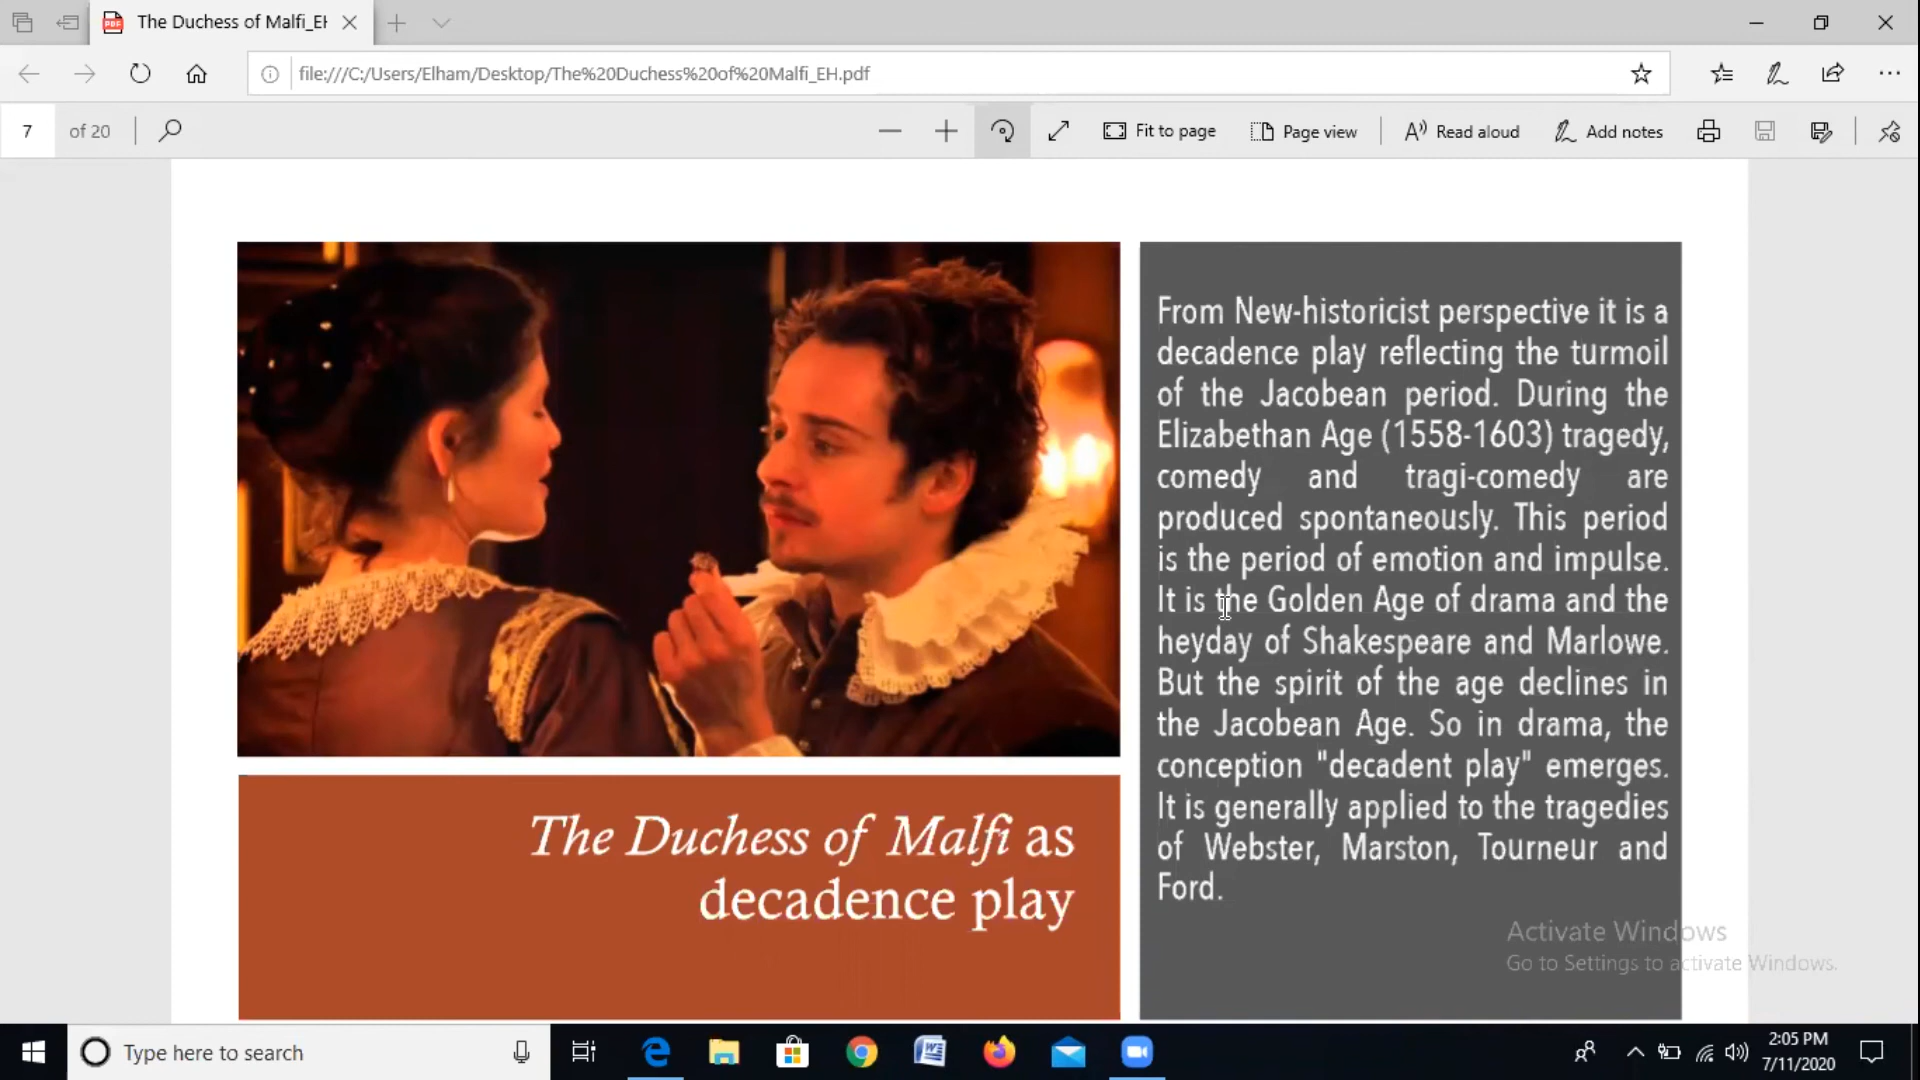 The Duchess of Malfi_EH
file:///C:/Users/Elham/Desktop/The%20Duchess%20of%20Malfi_EH.pdf
7 of 20
Fit to page
Page view
Read aloud
Add notes
From New-historicist perspective it is a
decadence play reflecting the turmoil
of the Jacobean period. During the
Elizabethan Age (1558-1603) tragedy,
comedy and tragi-comedy are
produced spontaneously. This period
is the period of emotion and impulse.
It is the Golden Age of drama and the
heyday of Shakespeare and Marlowe.
But the spirit of the age declines in
the Jacobean Age. So in drama, the
conception "decadent play" emerges.
It is generally applied to the tragedies
of Webster, Marston, Tourneur and
Ford.
The Duchess of Malfi as
decadence play
Activate Windows
Go to Settings to activate Windows.
Type here to search
2:05 PM
7/11/2020